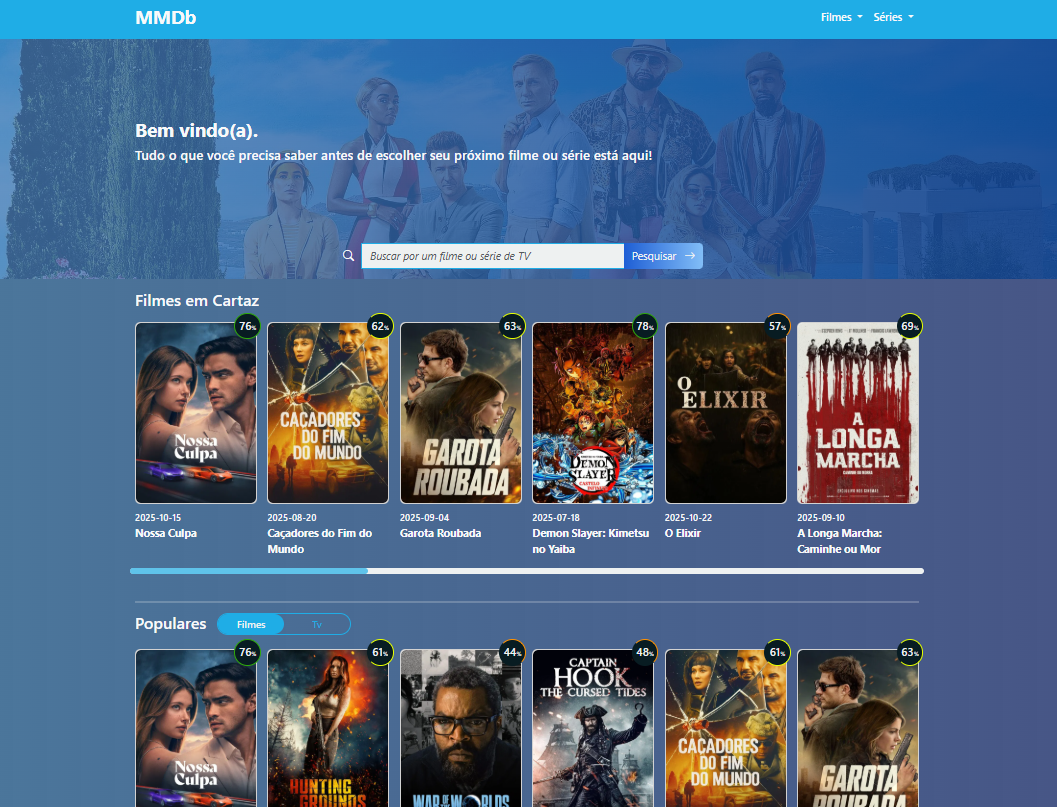 MMDb
Filmes
Séries
Bem vindo(a).
Tudo o que você precisa saber antes de escolher seu próximo filme ou série está aqui!
Buscar por um filme ou série de TV
Pesquisar
Filmes em Cartaz
76%
62%
63%
78%
57%
69%
Nossa
Culpa
CAÇADORES
DO FIM
DO MUNDO
GAROTA
ROUBADA
DEMON
SLAYER
CASTELO
O
ELIXIR
A
LONGA
MARCHA
CAMINHE OU MORRA
2025-10-15
Nossa Culpa
2025-08-20
Caçadores do Fim do
Mundo
2025-09-04
Garota Roubada
2025-07-18
Demon Slayer: Kimetsu
no Yaiba
2025-10-22
O Elixir
2025-09-10
A Longa Marcha:
Caminhe ou Mor
Populares
Filmes
Tv
76%
61%
44%
48%
61%
63%
Nossa
Culpa
HUNTING
GROUNDS
WAR OF THE WORLDS
CAPTAIN
HOOK
THE CURSED TIDES
CAÇADORES
DO FIM
DO MUNDO
GAROTA
ROUBADA